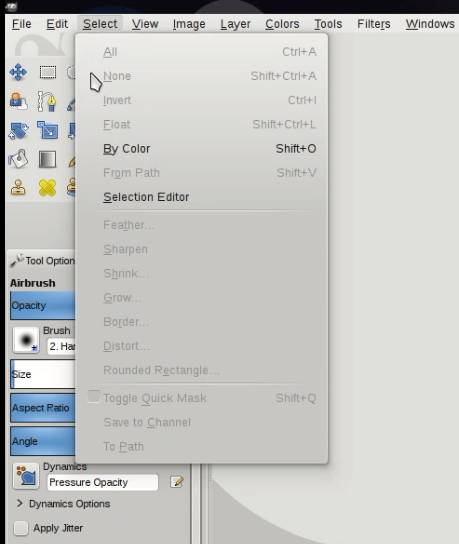 File Edit Select View Image Layer Colors Tools Filters Windows
All Ctrl+A
None Shift+Ctrl+A
Invert Ctrl+I
Float Shift+Ctrl+L
By Color Shift+O
From Path Shift+V
Selection Editor
Feather...
Sharpen
Shrink...
Grow...
Border...
Distort...
Rounded Rectangle...
Toggle Quick Mask Shift+Q
Save to Channel
To Path
Tool Option
Airbrush
Opacity
Brush
2. Har
Size
Aspect Ratio
Angle
Dynamics
Pressure Opacity
Dynamics Options
Apply Jitter